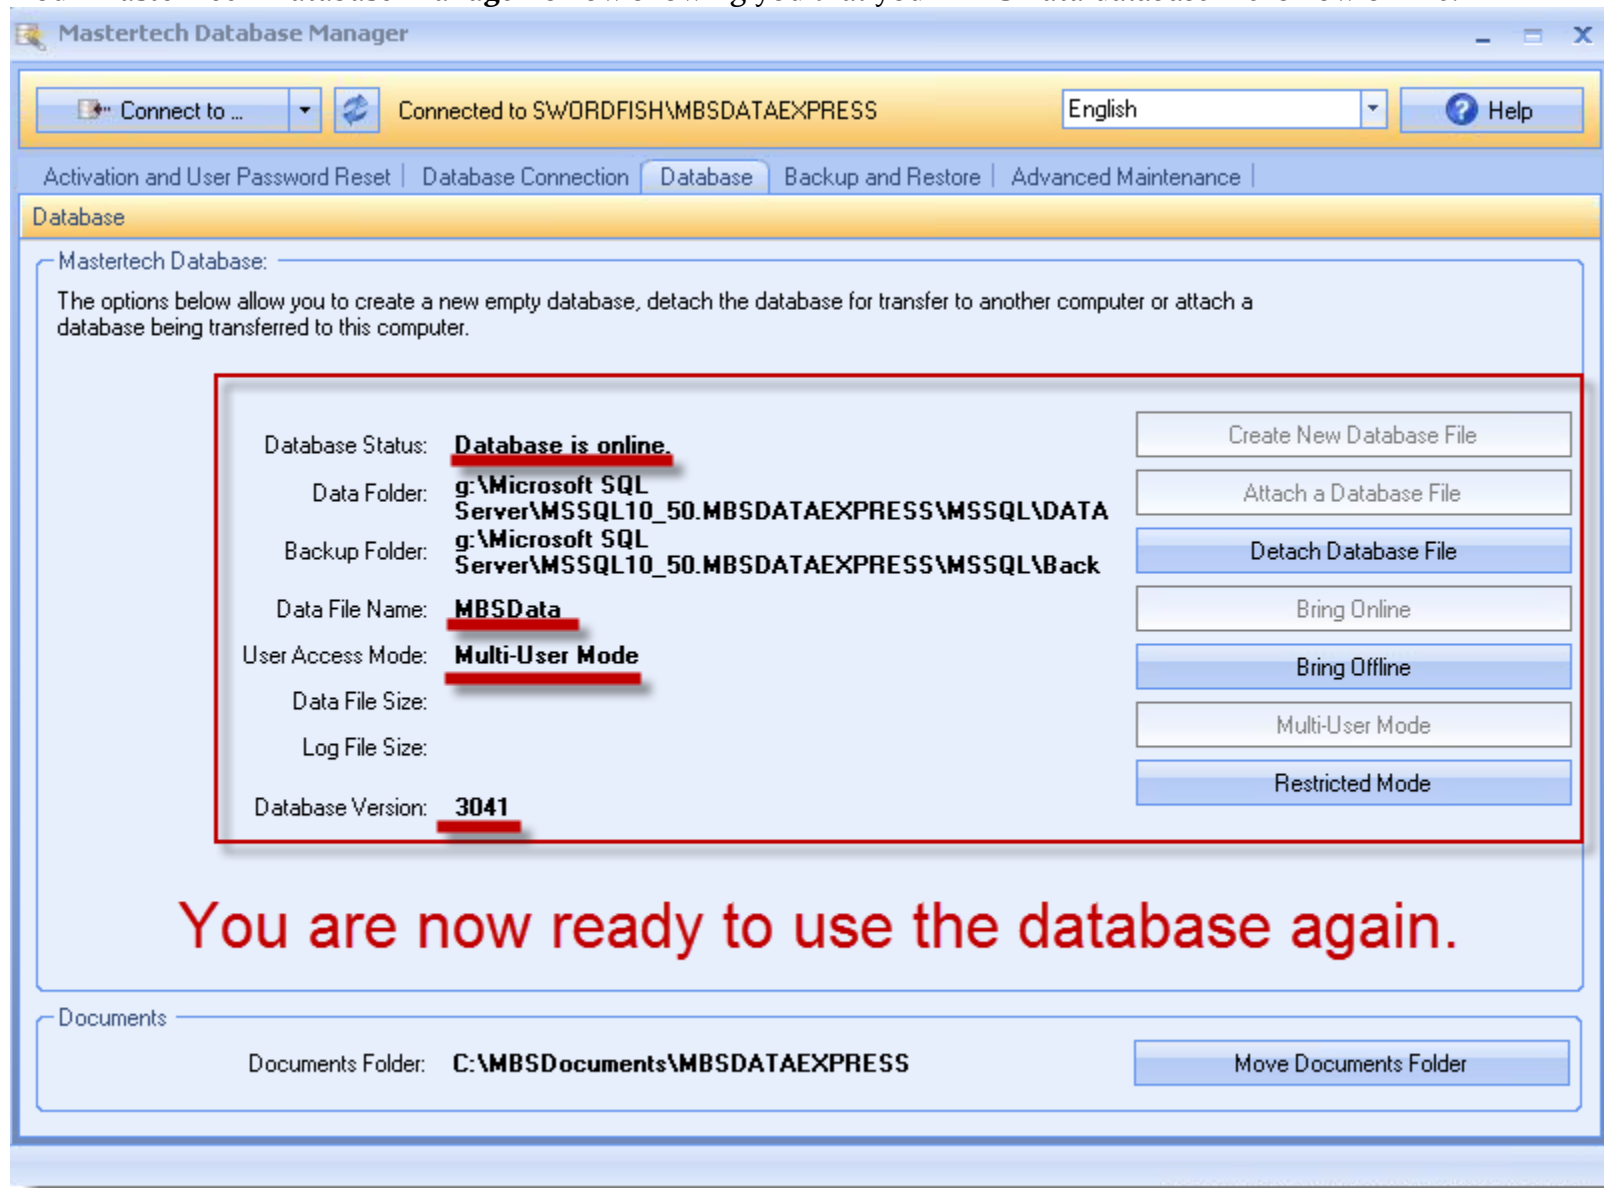 Mastertech Database Manager
Connect to ...
Connected to SWORDFISH\MBSDATAEXPRESS
English
Help
Activation and User Password Reset
Database Connection
Database
Backup and Restore
Advanced Maintenance
Database
Mastertech Database:
The options below allow you to create a new empty database, detach the database for transfer to another computer or attach a
database being transferred to this computer.
Database Status: Database is online.
Data Folder: g:\Microsoft SQL
Server\MSSQL10_50.MBSDATAEXPRESS\MSSQL\DATA
Backup Folder: g:\Microsoft SQL
Server\MSSQL10_50.MBSDATAEXPRESS\MSSQL\Back
Data File Name: MBSData
User Access Mode: Multi-User Mode
Data File Size:
Log File Size:
Database Version: 3041
Create New Database File
Attach a Database File
Detach Database File
Bring Online
Bring Offline
Multi-User Mode
Restricted Mode
You are now ready to use the database again.
Documents
Documents Folder: C:\MBSDocuments\MBSDATAEXPRESS
Move Documents Folder